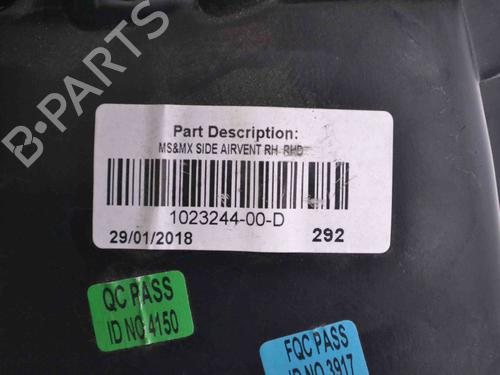 Part Description:
MS&MX SIDE AIRVENT RH RHD
1023244-00-D
29/01/2018 292
QC PASS
ID NO 4150
FQC PASS
ID NO 3917
B-PARTS